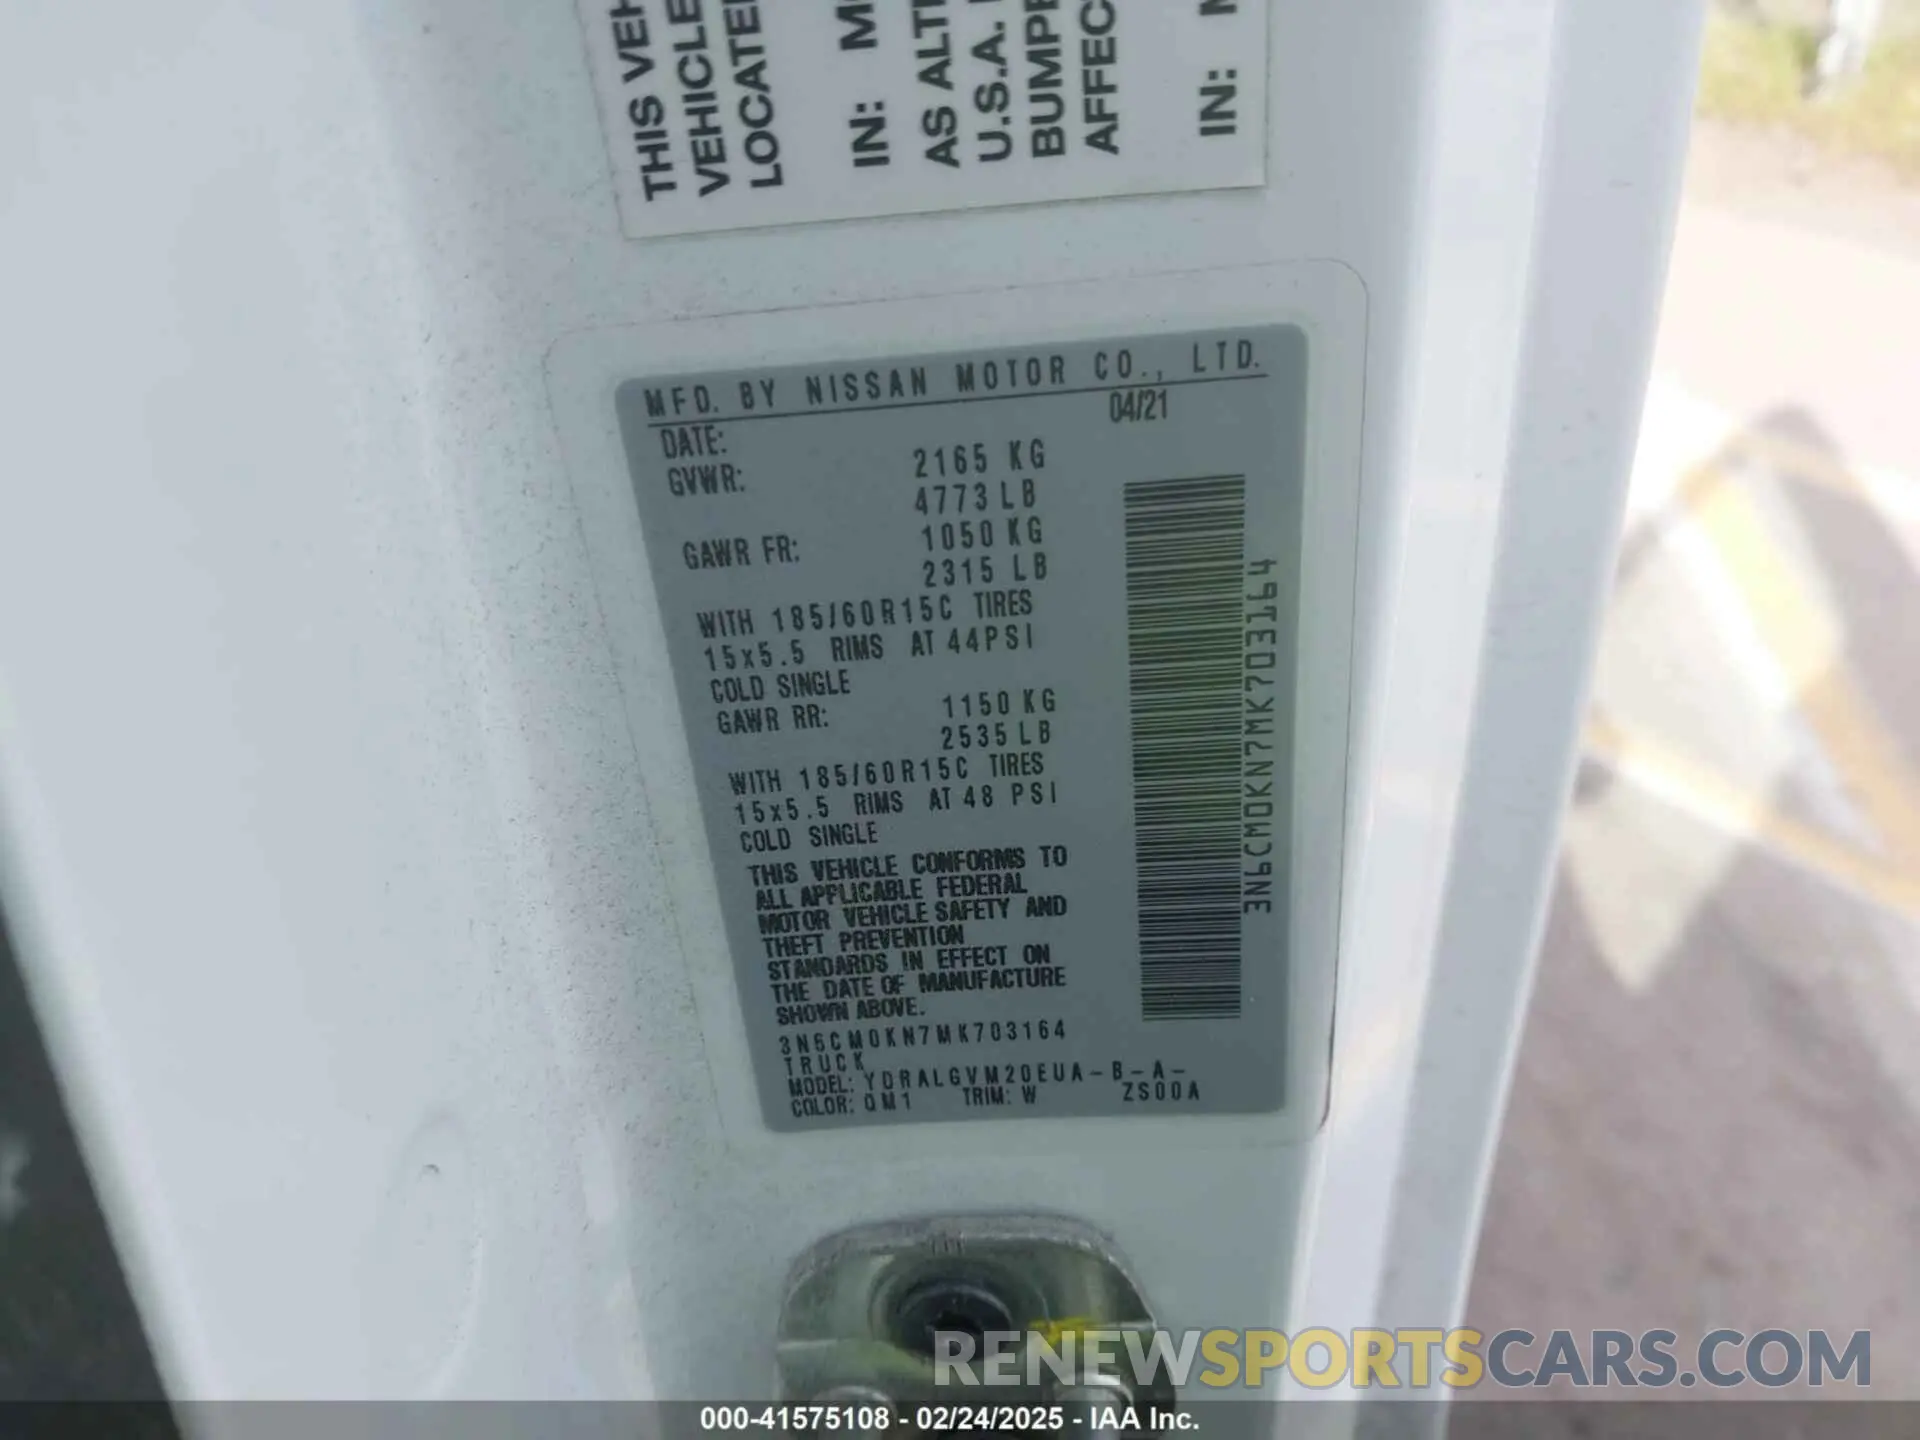 THIS VEH
VEHICLE
LOCATE
IN: M
AS ALT
U.S.A.
BUMPE
AFFEC
IN:
MFD. BY NISSAN MOTOR CO., LTD.
DATE: 04/21
GVWR: 2165 KG
4773 LB
GAWR FR: 1050 KG
2315 LB
WITH 185/60R15C TIRES
15x5.5 RIMS AT 44PSI
COLD SINGLE
GAWR RR: 1150 KG
2535 LB
WITH 185/60R15C TIRES
15x5.5 RIMS AT 48 PSI
COLD SINGLE
THIS VEHICLE CONFORMS TO
ALL APPLICABLE FEDERAL
MOTOR VEHICLE SAFETY AND
THEFT PREVENTION
STANDARDS IN EFFECT ON
THE DATE OF MANUFACTURE
SHOWN ABOVE.
3N6CM0KN7MK703164
TRUCK
MODEL: YDRALGVM20EUA-B-A-
COLOR: QM1 TRIM: W ZS00A
3N6CM0KN7MK703164
RENEWSPORTSCARS.COM
000-41575108 - 02/24/2025 - IAA Inc.